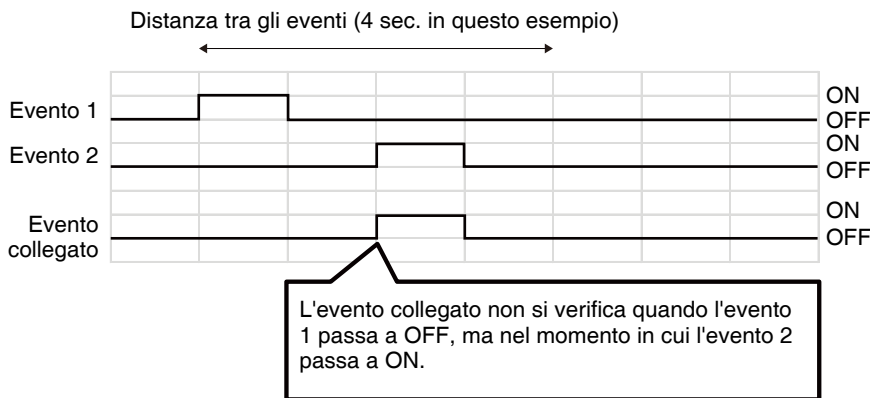 Distanza tra gli eventi (4 sec. in questo esempio)
Evento 1
ON
OFF
Evento 2
ON
OFF
Evento
collegato
ON
OFF
L'evento collegato non si verifica quando l'evento
1 passa a OFF, ma nel momento in cui l'evento 2
passa a ON.